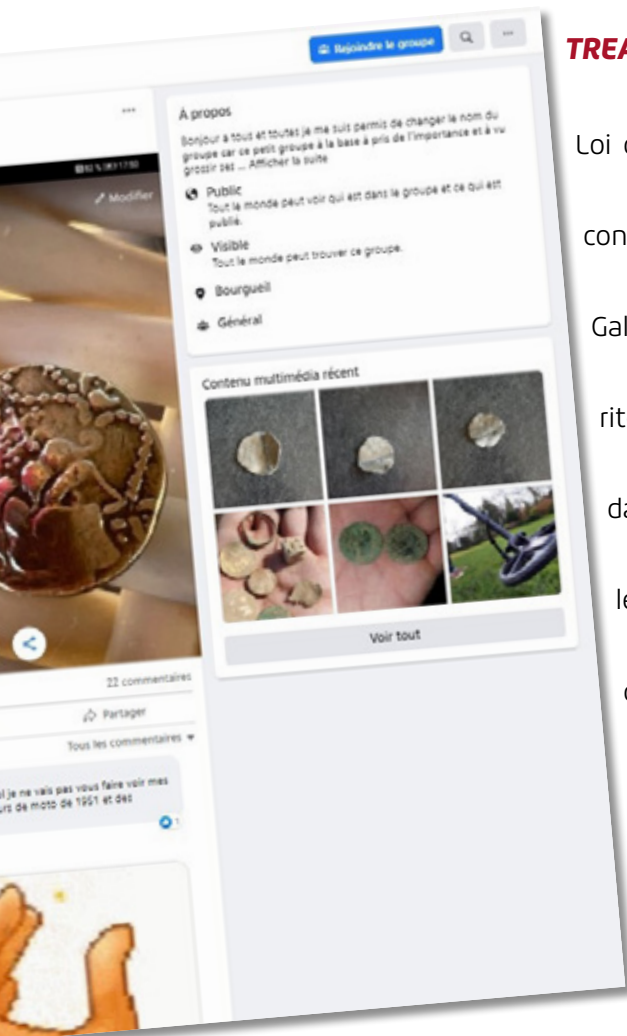 Rejoindre le groupe
À propos
Bonjour a tous et toutes je me suis permis de changer le nom du
groupe car ce petit groupe à la base à pris de l'importance et à vu
grossir ses ... Afficher la suite
Public
Tout le monde peut voir qui est dans le groupe et ce qui est
publié.
Visible
Tout le monde peut trouver ce groupe.
Bourgueil
Général
Contenu multimédia récent
Voir tout
17:50
Modifier
22 commentaires
Partager
Tous les commentaires
je ne vais pas vous faire voir mes
de moto de 1951 et des
1
TREA
Loi
con
Gal
rit
da
le